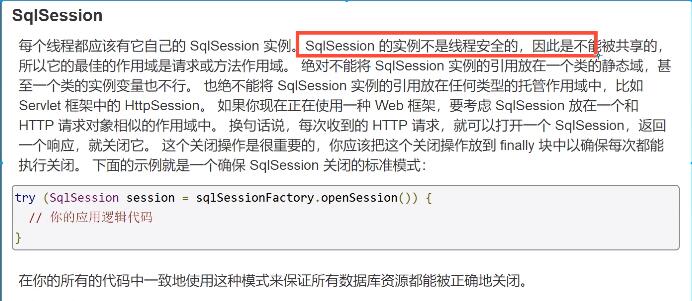 SqlSession
每个线程都应该有它自己的 SqlSession 实例。SqlSession 的实例不是线程安全的，因此是不能被共享的，
所以它的最佳的作用域是请求或方法作用域。 绝对不能将 SqlSession 实例的引用放在一个类的静态域，甚
至一个类的实例变量也不行。 也绝不能将 SqlSession 实例的引用放在任何类型的托管作用域中，比如
Servlet 框架中的 HttpSession。 如果你现在正在使用一种 Web 框架，要考虑 SqlSession 放在一个和
HTTP 请求对象相似的作用域中。 换句话说，每次收到的 HTTP 请求，就可以打开一个 SqlSession，返回
一个响应，就关闭它。 这个关闭操作是很重要的，你应该把这个关闭操作放到 finally 块中以确保每次都能
执行关闭。 下面的示例就是一个确保 SqlSession 关闭的标准模式：
try (SqlSession session = sqlSessionFactory.openSession()) {
// 你的应用逻辑代码
}
在你的所有的代码中一致地使用这种模式来保证所有数据库资源都能被正确地关闭。